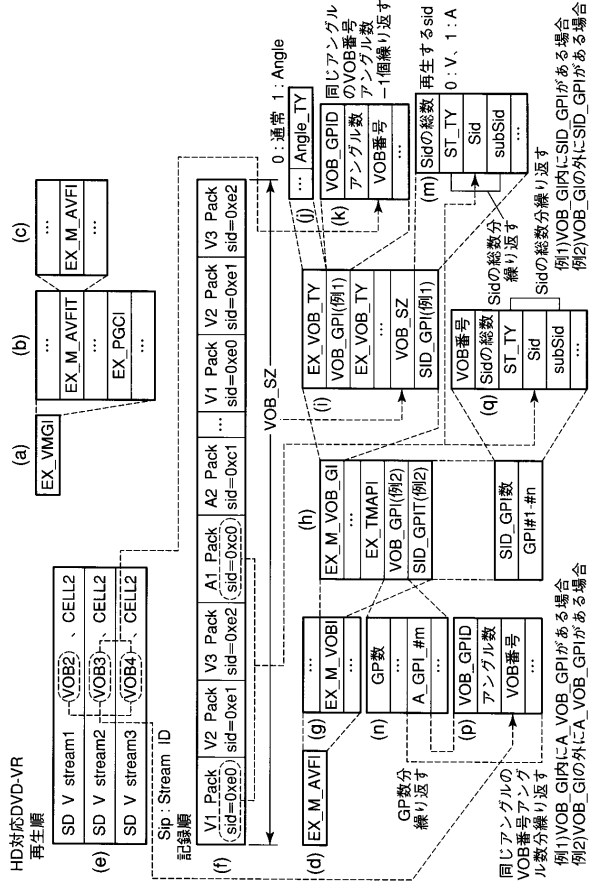 HD対応DVD-VR
再生順
(a)
EX_VMGI
(b)
...
EX_M_AVFIT
...
EX_PGCI
...
(c)
...
EX_M_AVFI
...
(e)
SD V stream1 VOB2 、CELL2
SD V stream2 VOB3 、CELL2
SD V stream3 VOB4 、CELL2
Sip : Stream ID
記録順
(f)
V1 Pack sid=0xe0
V2 Pack sid=0xe1
V3 Pack sid=0xe2
A1 Pack sid=0xc0
A2 Pack sid=0xc1
...
V1 Pack sid=0xe0
V2 Pack sid=0xe1
V3 Pack sid=0xe2
VOB_SZ
(d)
EX_M_AVFI
(g)
...
EX_M_VOBI
...
(h)
EX_M_VOB_GI
...
EX_TMAPI
VOB_GPI(例2)
SID_GPIT(例2)
(i)
EX_VOB_TY
VOB_GPI(例1)
EX_VOB_TY
...
VOB_SZ
SID_GPI(例1)
0 : 通常 1 : Angle
(j)
... Angle_TY
(k)
VOB_GPID
アングル数
VOB番号
...
同じアングル
のVOB番号
アングル数
−1個繰り返す
(m)
Sidの総数
ST_TY
Sid
subSid
...
再生するsid
0 : V、1 : A
Sidの総数分
繰り返す
(n)
GP数
...
A_GPI_#m
...
GP数分
繰り返す
(p)
VOB_GPID
アングル数
VOB番号
...
同じアングルの
VOB番号アング
ル数分繰り返す
SID_GPI数
GPI#1-#n
(q)
VOB番号
Sidの総数
ST_TY
Sid
subSid
...
Sidの総数分繰り返す
例1)VOB_GI内にA_VOB_GPIがある場合
例2)VOB_GIの外にA_VOB_GPIがある場合
例1)VOB_GI内にSID_GPIがある場合
例2)VOB_GIの外にSID_GPIがある場合